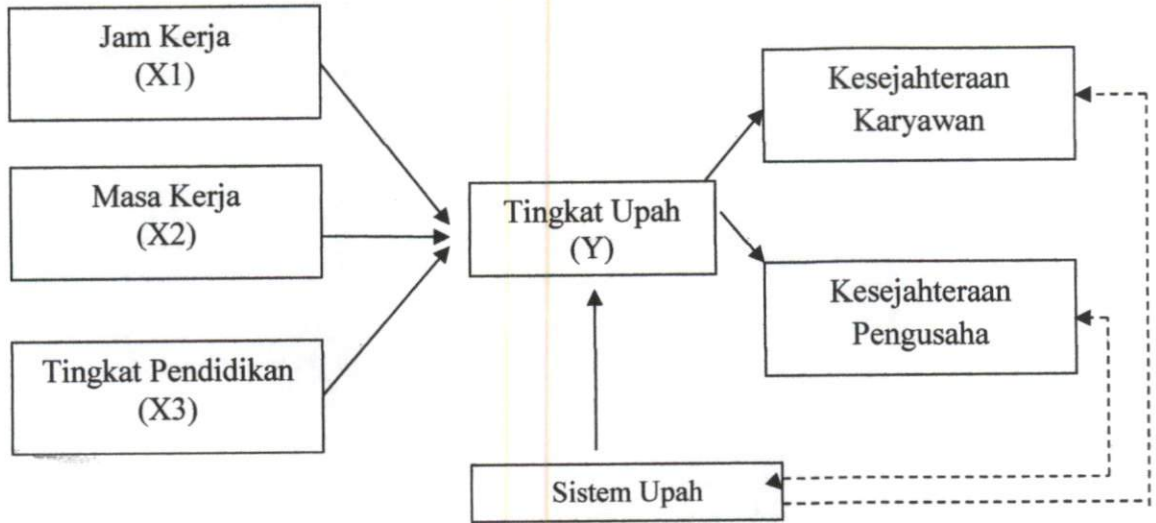 Jam Kerja
(X1)
Masa Kerja
(X2)
Tingkat Pendidikan
(X3)
Tingkat Upah
(Y)
Kesejahteraan
Karyawan
Kesejahteraan
Pengusaha
Sistem Upah